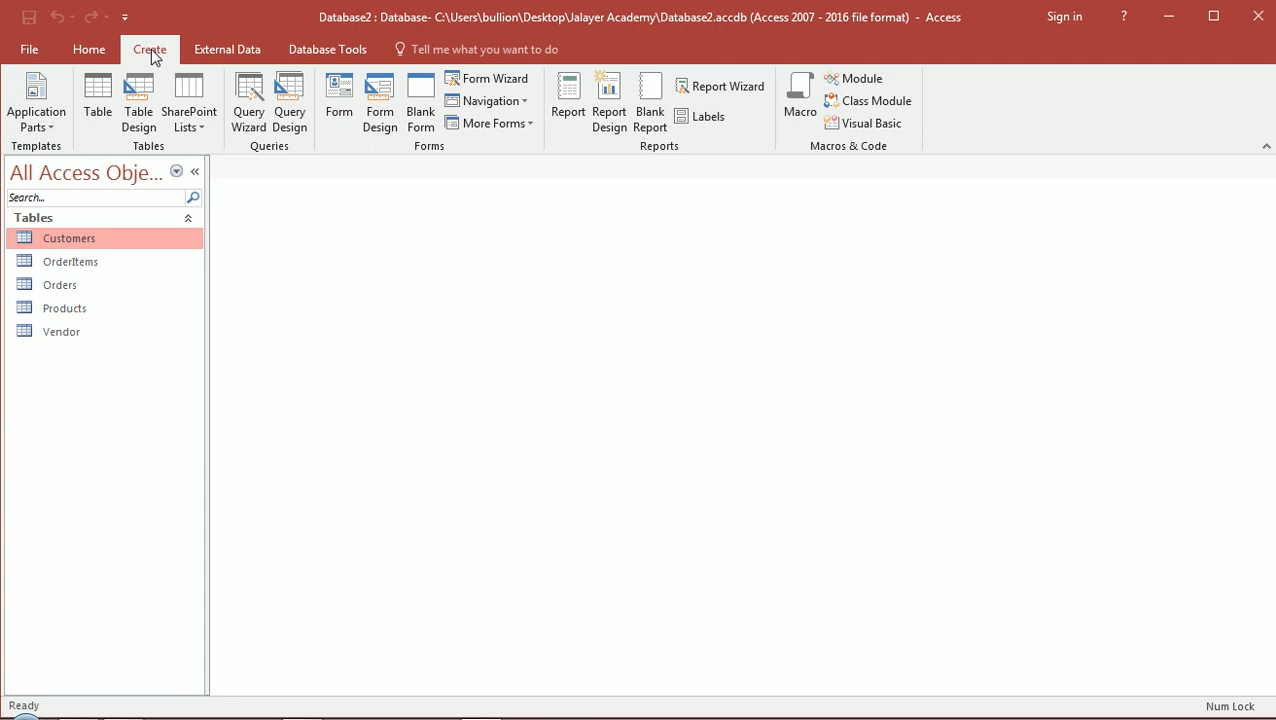 Database2 : Database- C:\Users\bullion\Desktop\Jalayer Academy\Database2.accdb (Access 2007 - 2016 file format) - Access
Sign in
?
File
Home
Create
External Data
Database Tools
Tell me what you want to do
Application Parts
Table
Table Design
SharePoint Lists
Query Wizard
Query Design
Form
Form Design
Blank Form
Form Wizard
Navigation
More Forms
Report
Report Design
Blank Report
Report Wizard
Labels
Macro
Module
Class Module
Visual Basic
Templates
Tables
Queries
Forms
Reports
Macros & Code
All Access Obje...
Search...
Tables
Customers
OrderItems
Orders
Products
Vendor
Ready
Num Lock